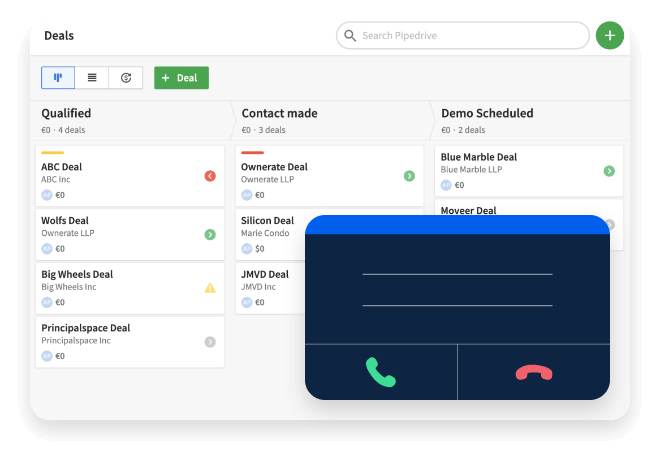 Deals
Search Pipedrive
+ Deal
Qualified
€0 · 4 deals
Contact made
€0 · 3 deals
Demo Scheduled
€0 · 2 deals
ABC Deal
ABC Inc
€0
Wolfs Deal
Ownerate LLP
€0
Big Wheels Deal
Big Wheels Inc
€0
Principalspace Deal
Principalspace Inc
€0
Ownerate Deal
Ownerate LLP
€0
Silicon Deal
Marie Condo
$0
JMVD Deal
JMVD Inc
€0
Blue Marble Deal
Blue Marble LLP
€0
Moveer Deal